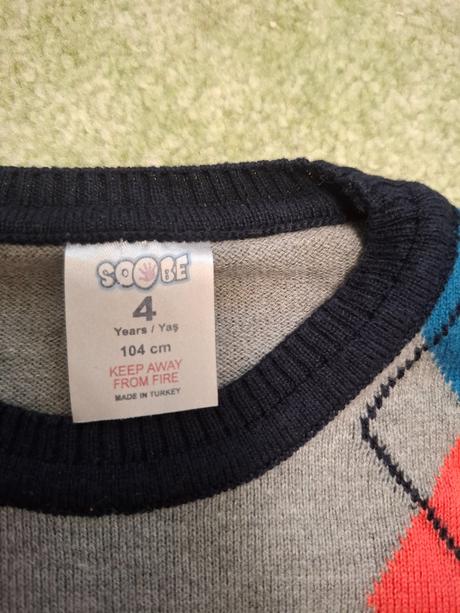 SOOBE
4
Years / Yaş
104 cm
KEEP AWAY
FROM FIRE
MADE IN TURKEY